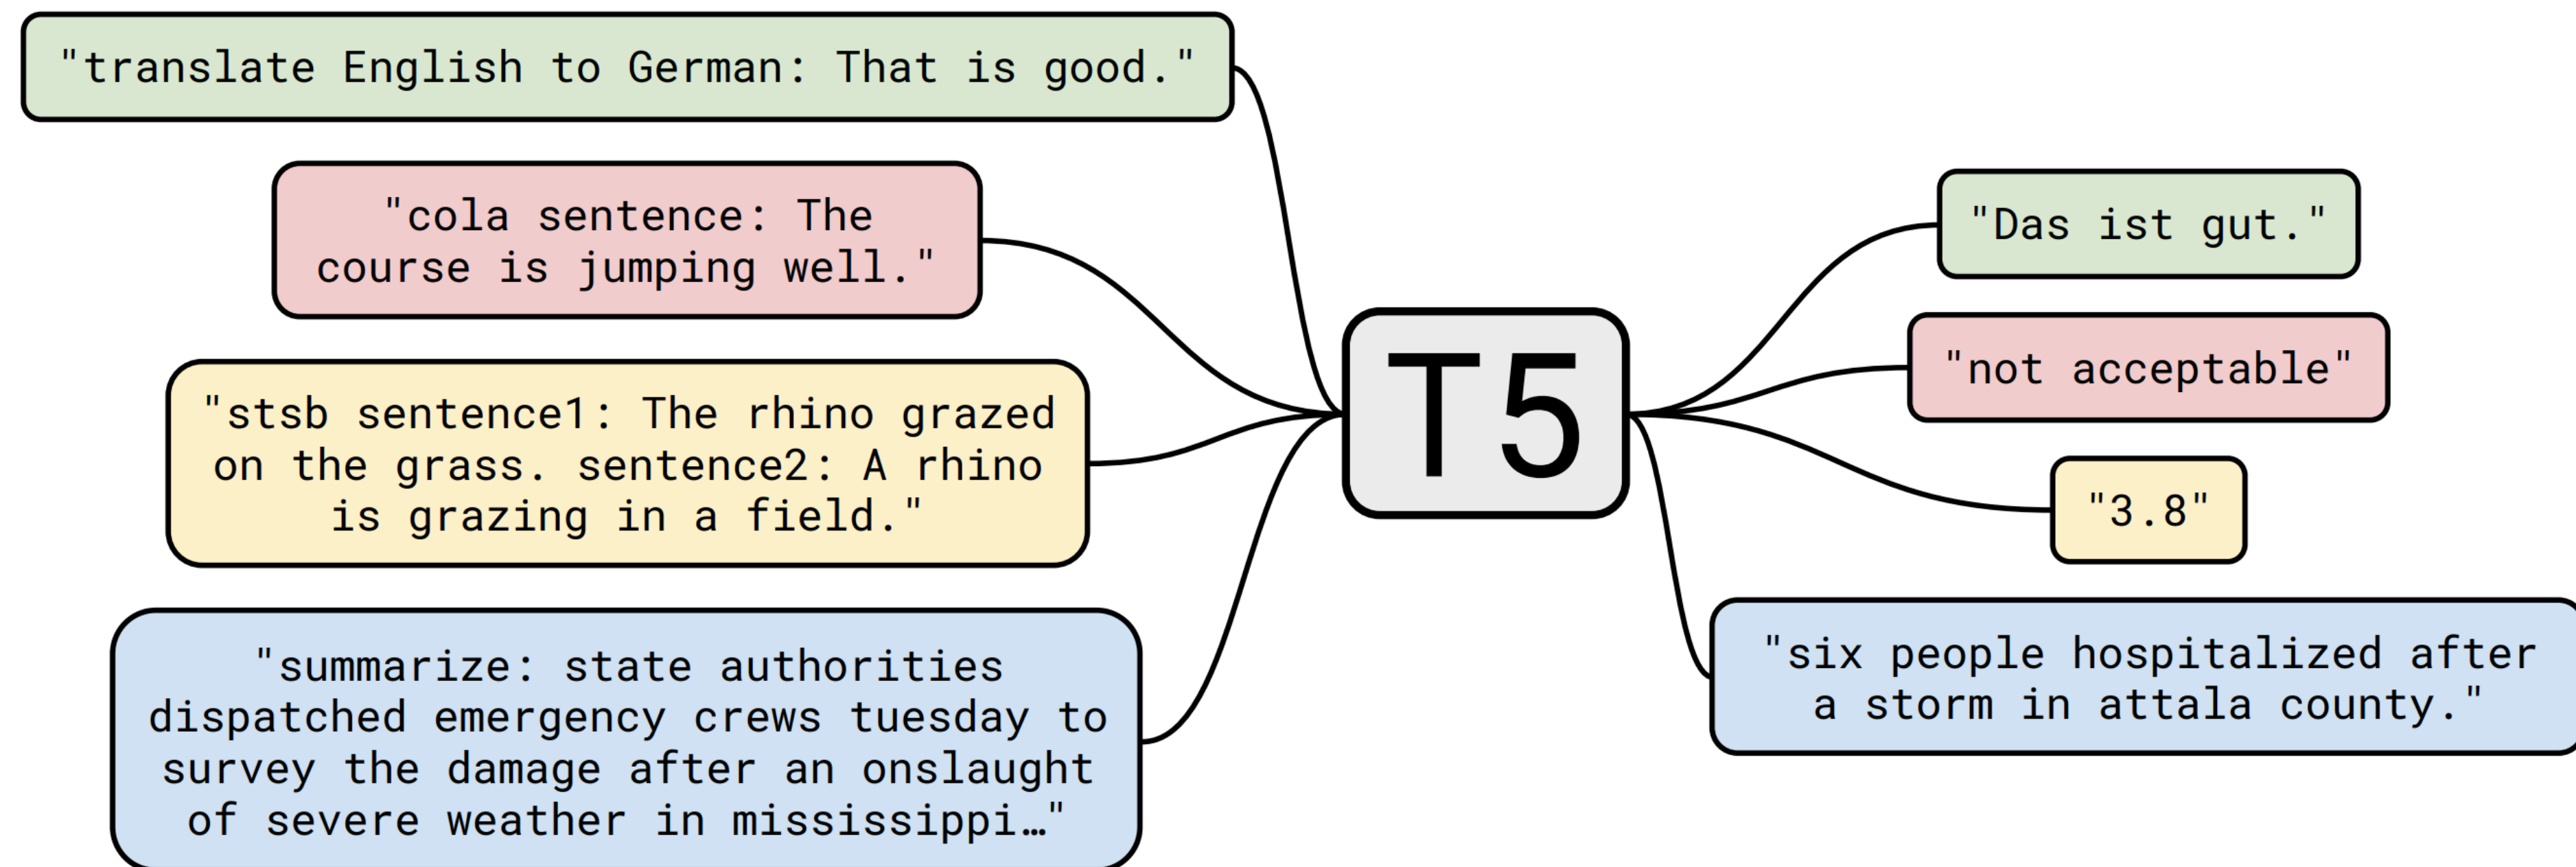 "translate English to German: That is good."
"cola sentence: The
course is jumping well."
"stsb sentence1: The rhino grazed
on the grass. sentence2: A rhino
is grazing in a field."
"summarize: state authorities
dispatched emergency crews tuesday to
survey the damage after an onslaught
of severe weather in mississippi…"
T5
"Das ist gut."
"not acceptable"
"3.8"
"six people hospitalized after
a storm in attala county."